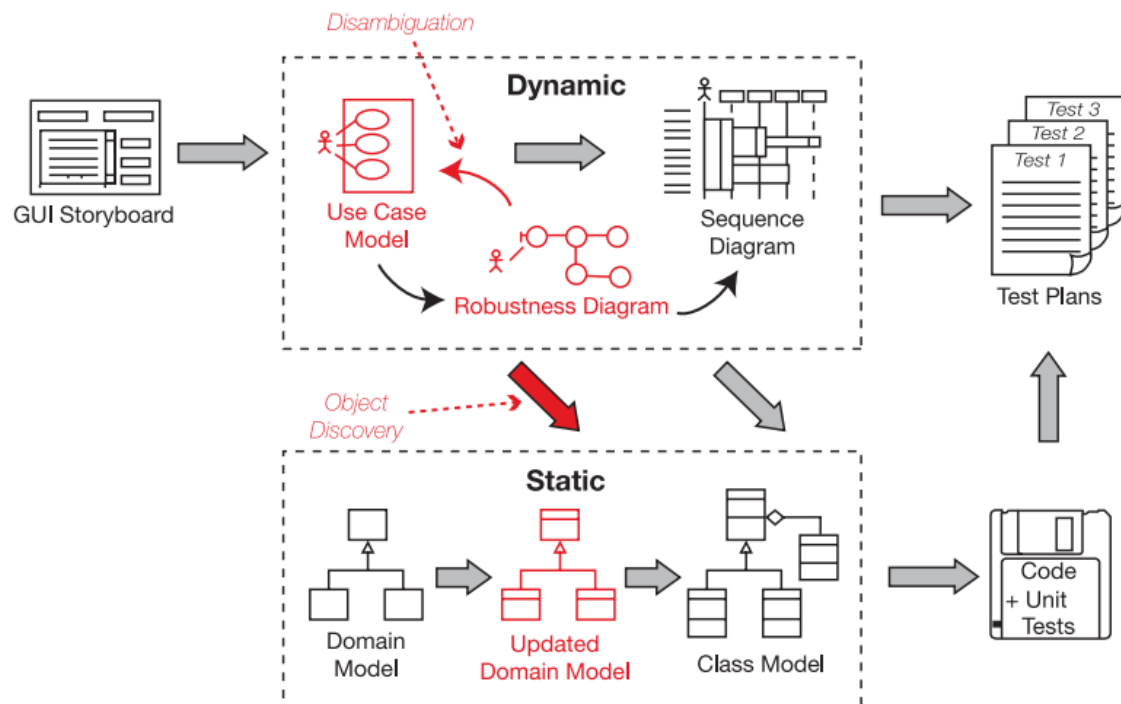 Disambiguation
Dynamic
GUI Storyboard
Use Case
Model
Robustness Diagram
Sequence
Diagram
Test 3
Test 2
Test 1
Test Plans
Object
Discovery
Static
Domain
Model
Updated
Domain Model
Class Model
Code
+ Unit
Tests